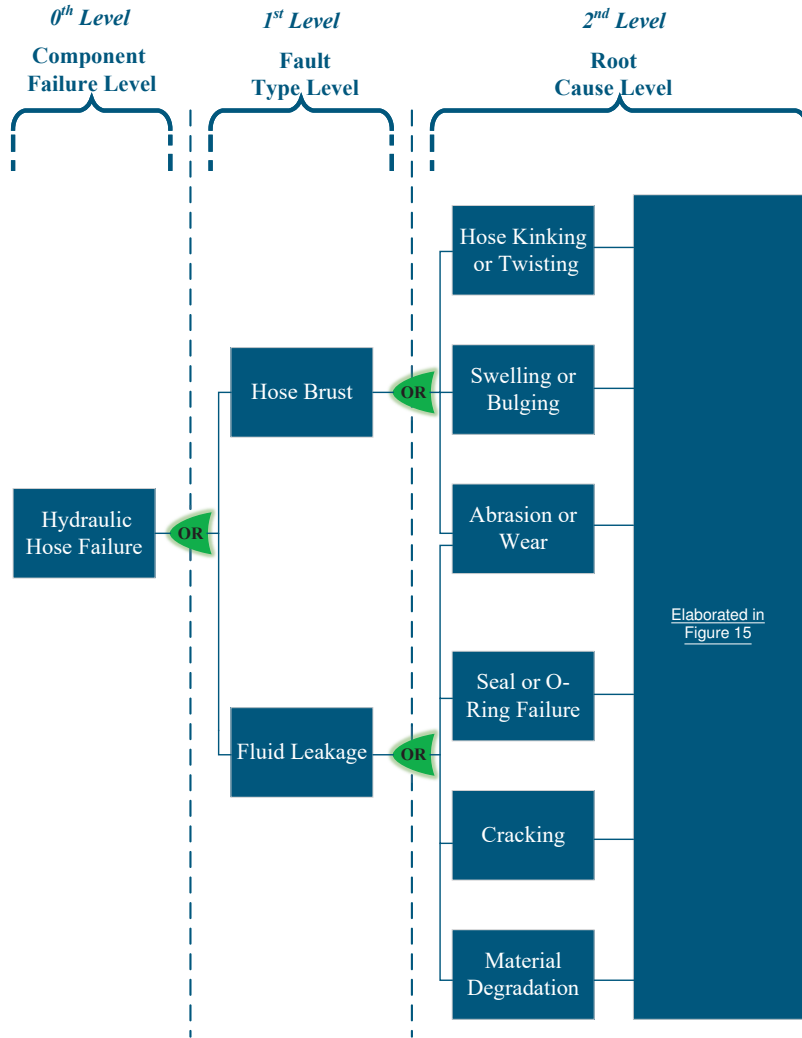 0th Level
Component
Failure Level
1st Level
Fault
Type Level
2nd Level
Root
Cause Level
Hydraulic
Hose Failure
OR
Hose Brust
OR
Fluid Leakage
OR
Hose Kinking
or Twisting
Swelling or
Bulging
Abrasion or
Wear
Seal or O-
Ring Failure
Cracking
Material
Degradation
Elaborated in
Figure 15